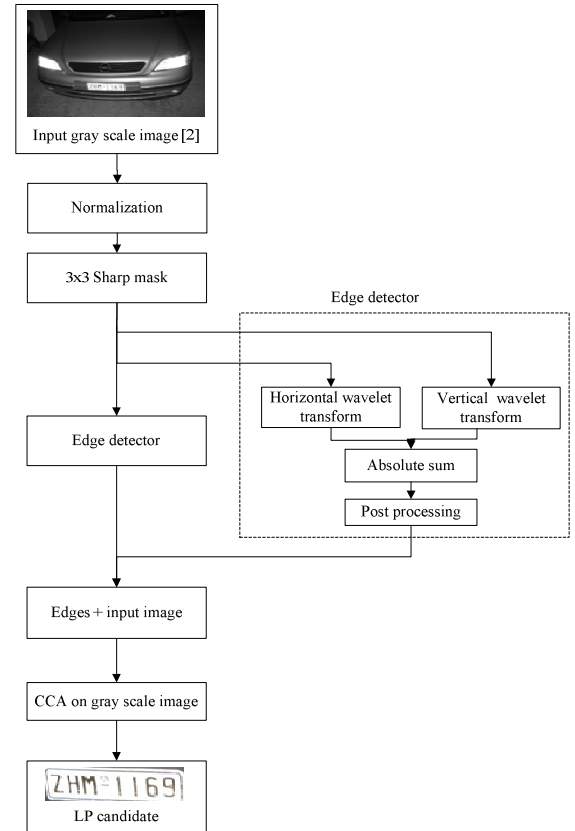 ZHM 1169
Input gray scale image [2]
Normalization
3x3 Sharp mask
Edge detector
Horizontal wavelet
transform
Vertical wavelet
transform
Edge detector
Absolute sum
Post processing
Edges + input image
CCA on gray scale image
ZHM 1169
LP candidate